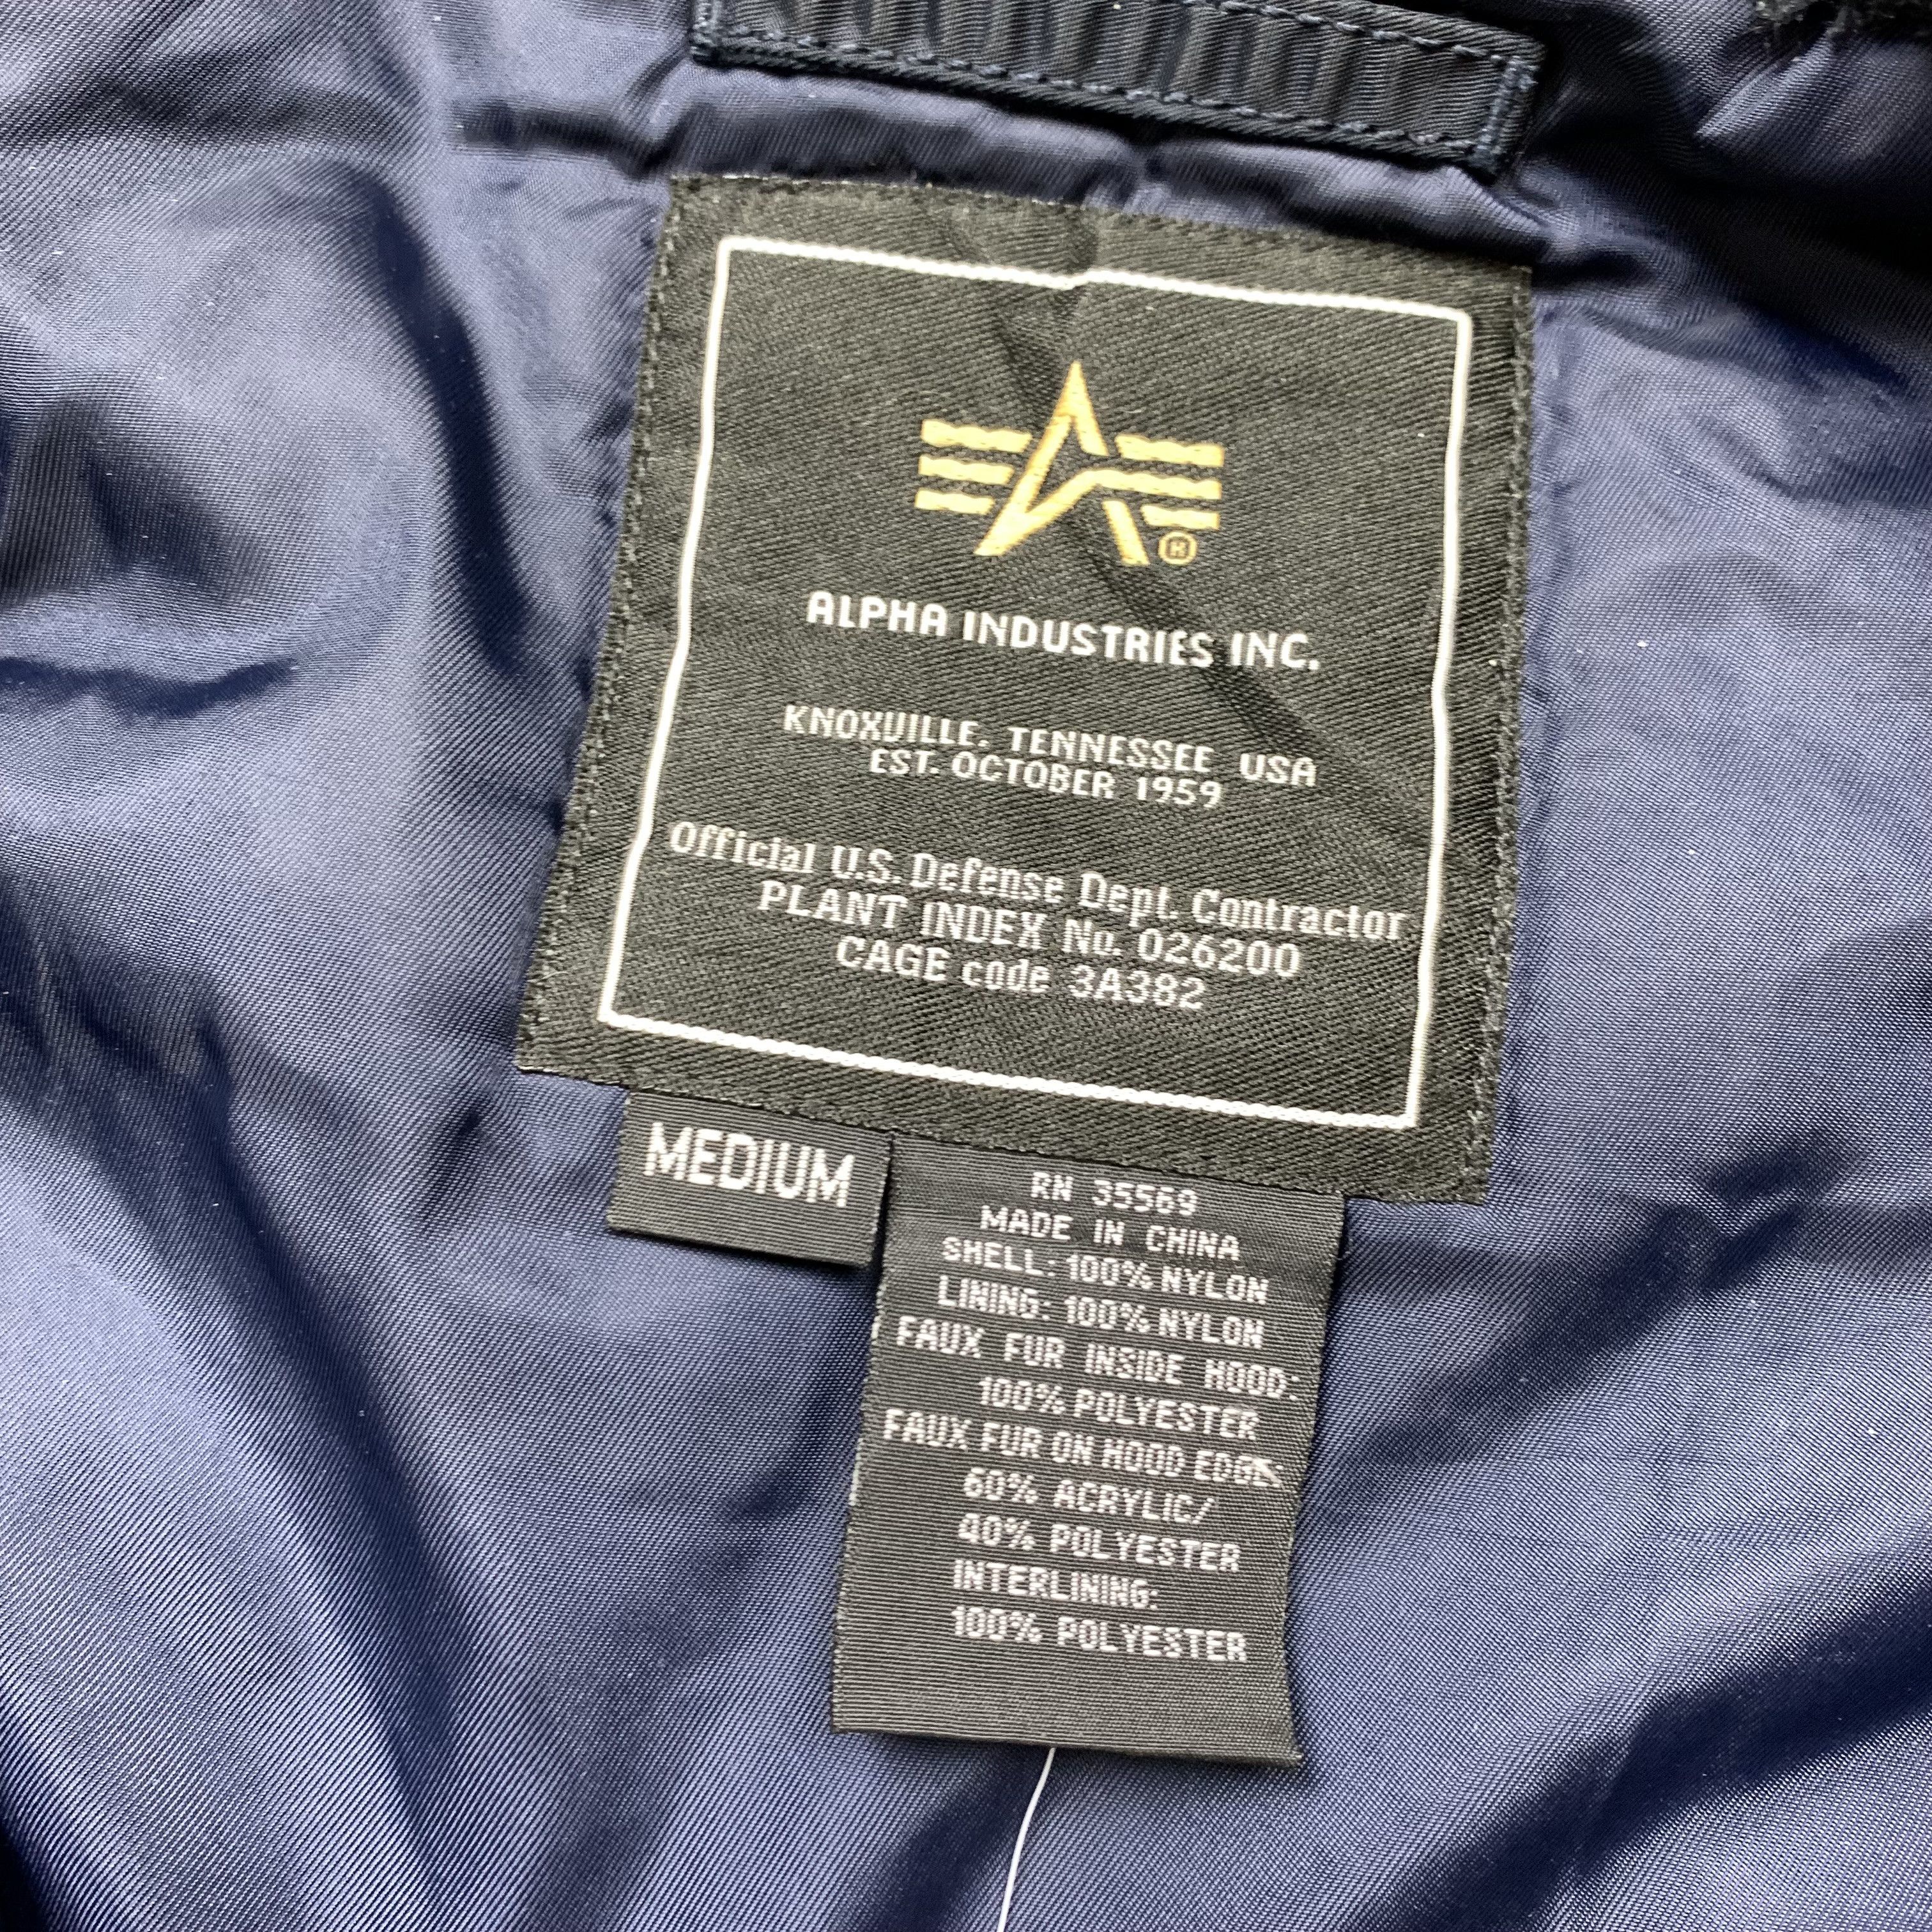 ALPHA INDUSTRIES INC.
KNOXVILLE, TENNESSEE USA
EST. OCTOBER 1959
Official U.S. Defense Dept. Contractor
PLANT INDEX No. 026200
CAGE code 3A382
MEDIUM
RN 35569
MADE IN CHINA
SHELL: 100% NYLON
LINING: 100% NYLON
FAUX FUR INSIDE HOOD:
100% POLYESTER
FAUX FUR ON HOOD EDGE
60% ACRYLIC/
40% POLYESTER
INTERLINING:
100% POLYESTER